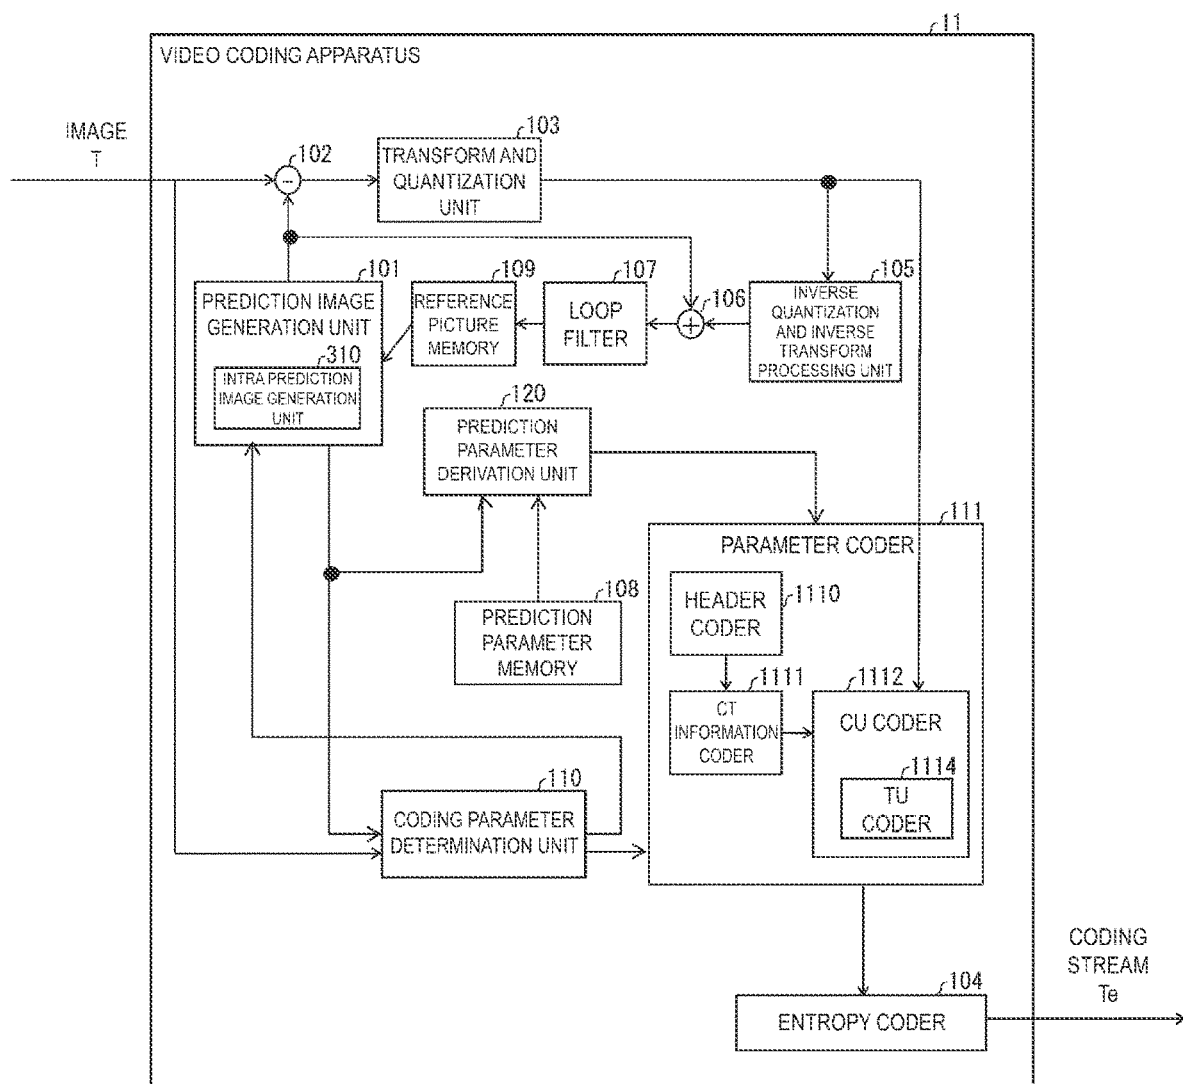 11
VIDEO CODING APPARATUS
IMAGE
T
102
103
TRANSFORM AND
QUANTIZATION
UNIT
101
PREDICTION IMAGE
GENERATION UNIT
310
INTRA PREDICTION
IMAGE GENERATION
UNIT
109
REFERENCE
PICTURE
MEMORY
107
LOOP
FILTER
106
105
INVERSE
QUANTIZATION
AND INVERSE
TRANSFORM
PROCESSING UNIT
120
PREDICTION
PARAMETER
DERIVATION UNIT
108
PREDICTION
PARAMETER
MEMORY
111
PARAMETER CODER
1110
HEADER
CODER
1111
CT
INFORMATION
CODER
1112
CU CODER
1114
TU
CODER
110
CODING PARAMETER
DETERMINATION UNIT
104
ENTROPY CODER
CODING
STREAM
Te